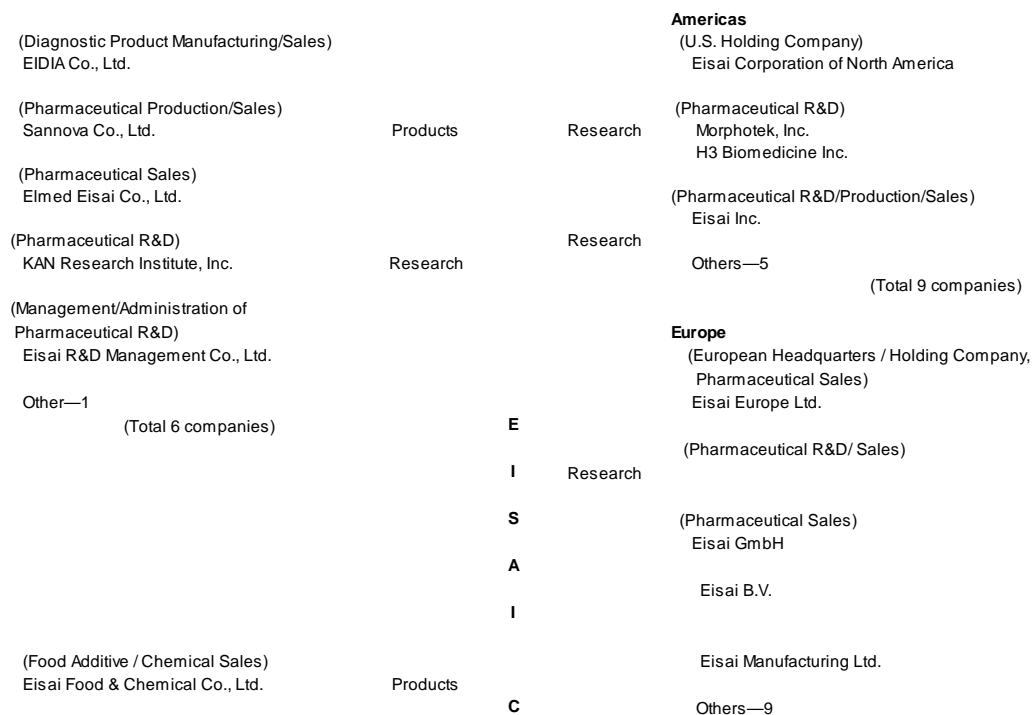 (Diagnostic Product Manufacturing/Sales)
EIDIA Co., Ltd.
(Pharmaceutical Production/Sales)
Sannova Co., Ltd.
Products
(Pharmaceutical Sales)
Elmed Eisai Co., Ltd.
(Pharmaceutical R&D)
KAN Research Institute, Inc.
Research
(Management/Administration of
Pharmaceutical R&D)
Eisai R&D Management Co., Ltd.
Other—1
(Total 6 companies)
(Food Additive / Chemical Sales)
Eisai Food & Chemical Co., Ltd.
Products
E
I
S
A
I
C
Americas
(U.S. Holding Company)
Eisai Corporation of North America
(Pharmaceutical R&D)
Research
Morphotek, Inc.
H3 Biomedicine Inc.
(Pharmaceutical R&D/Production/Sales)
Eisai Inc.
Research
Others—5
(Total 9 companies)
Europe
(European Headquarters / Holding Company,
Pharmaceutical Sales)
Eisai Europe Ltd.
(Pharmaceutical R&D/ Sales)
Research
(Pharmaceutical Sales)
Eisai GmbH
Eisai B.V.
Eisai Manufacturing Ltd.
Others—9